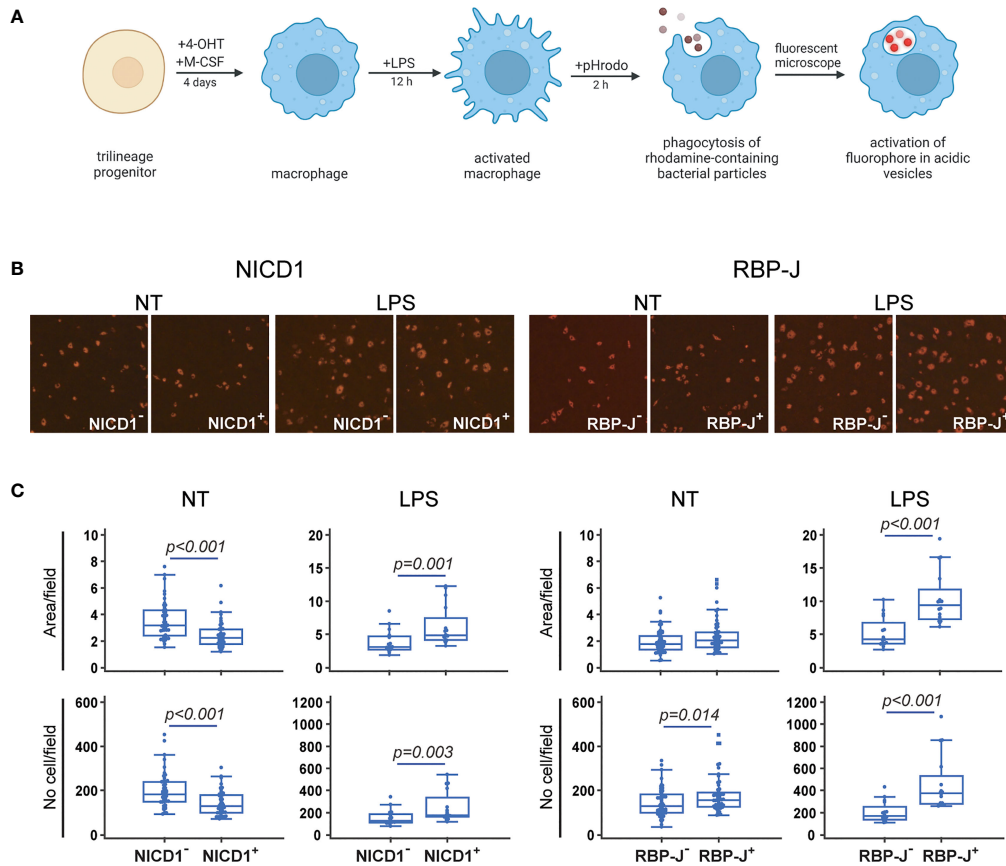 A
+4-OHT
+M-CSF
4 days
+LPS
12 h
+pHrodo
2 h
fluorescent
microscope
trilineage
progenitor
macrophage
activated
macrophage
phagocytosis of
rhodamine-containing
bacterial particles
activation of
fluorophore in acidic
vesicles
B
NICD1
RBP-J
NT
LPS
NT
LPS
NICD1⁻
NICD1⁺
NICD1⁻
NICD1⁺
RBP-J⁻
RBP-J⁺
RBP-J⁻
RBP-J⁺
C
NT
LPS
NT
LPS
Area/field
10
8
6
4
2
0
p<0.001
20
15
10
5
0
p=0.001
Area/field
10
8
6
4
2
0
20
15
10
5
0
p<0.001
No cell/field
600
400
200
0
p<0.001
NICD1⁻ NICD1⁺
1200
1000
800
600
400
200
0
p=0.003
NICD1⁻ NICD1⁺
No cell/field
600
400
200
0
p=0.014
RBP-J⁻ RBP-J⁺
1200
1000
800
600
400
200
0
p<0.001
RBP-J⁻ RBP-J⁺